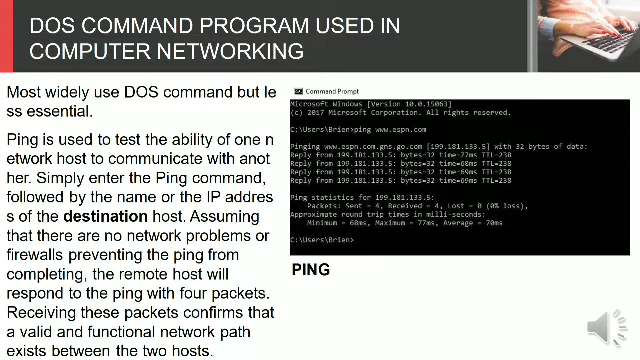 DOS COMMAND PROGRAM USED IN
COMPUTER NETWORKING
Most widely use DOS command but le
ss essential.
Ping is used to test the ability of one n
etwork host to communicate with anot
her. Simply enter the Ping command,
followed by the name or the IP addres
s of the destination host. Assuming
that there are no network problems or
firewalls preventing the ping from
completing, the remote host will
respond to the ping with four packets.
Receiving these packets confirms that
a valid and functional network path
exists between the two hosts.
Command Prompt
Microsoft Windows [Version 10.0.15063]
(c) 2017 Microsoft Corporation. All rights reserved.
C:\Users\Brien>ping www.espn.com
Pinging www.espn.com.gns.go.com [199.181.133.5] with 32 bytes of data:
Reply from 199.181.133.5: bytes=32 time=77ms TTL=238
Reply from 199.181.133.5: bytes=32 time=68ms TTL=238
Reply from 199.181.133.5: bytes=32 time=69ms TTL=238
Reply from 199.181.133.5: bytes=32 time=69ms TTL=238
Ping statistics for 199.181.133.5:
Packets: Sent = 4, Received = 4, Lost = 0 (0% loss),
Approximate round trip times in milli-seconds:
Minimum = 68ms, Maximum = 77ms, Average = 70ms
C:\Users\Brien>
PING